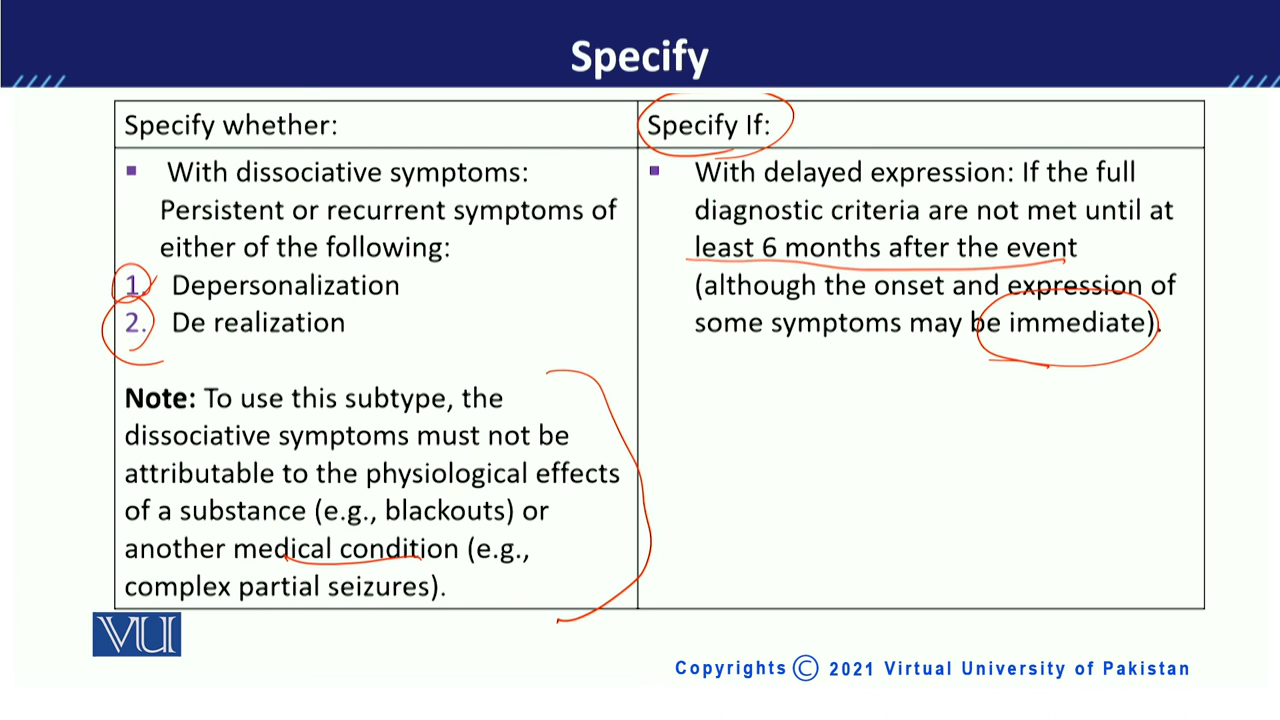 Specify
Specify whether:
Specify If:
▪ With dissociative symptoms:
Persistent or recurrent symptoms of
either of the following:
1. Depersonalization
2. De realization
Note: To use this subtype, the
dissociative symptoms must not be
attributable to the physiological effects
of a substance (e.g., blackouts) or
another medical condition (e.g.,
complex partial seizures).
▪ With delayed expression: If the full
diagnostic criteria are not met until at
least 6 months after the event
(although the onset and expression of
some symptoms may be immediate).
VU
Copyrights © 2021 Virtual University of Pakistan